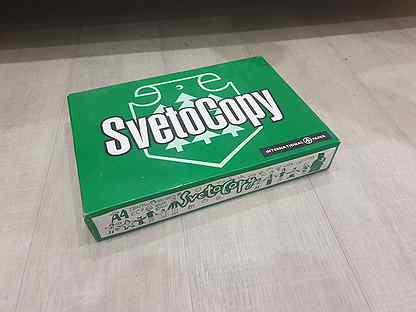 SvetoCopy
INTERNATIONAL A PAPER
A4 SvetoCopy